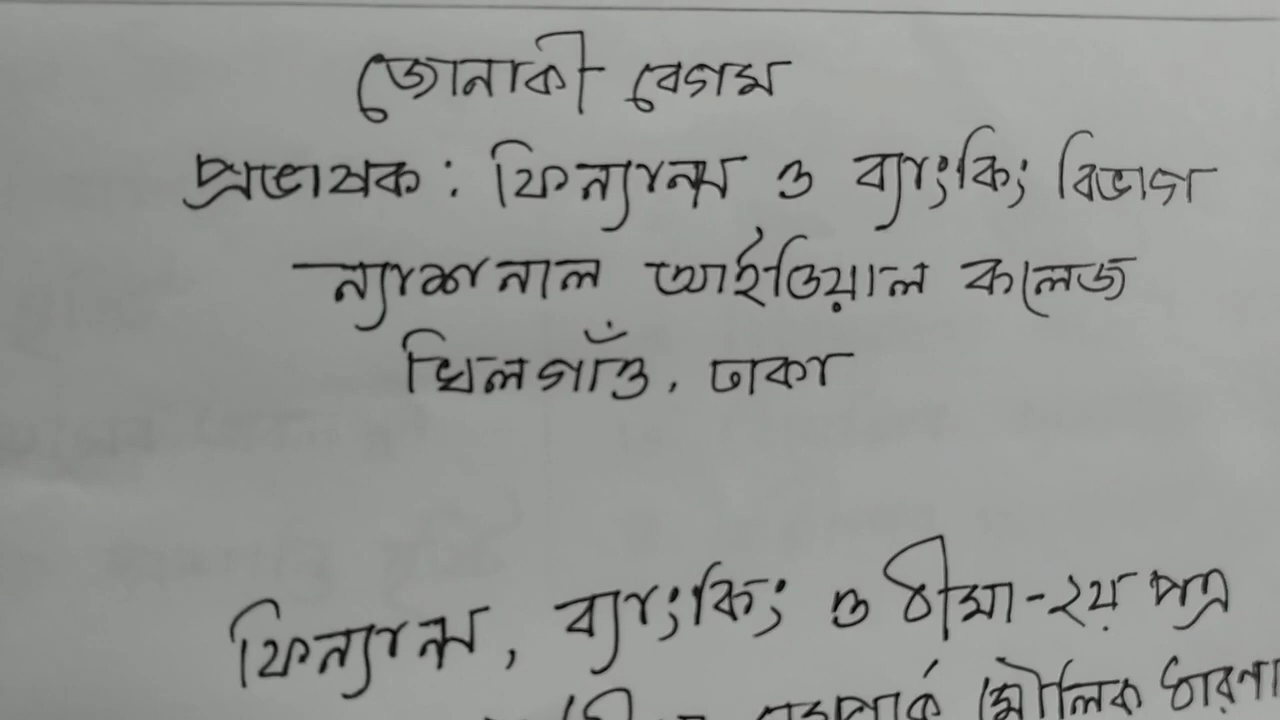 জোনাকী বেগম
প্রভাষক : ফিন্যান্স ও ব্যাংকিং বিভাগ
ন্যাশনাল আইডিয়াল কলেজ
খিলগাঁও, ঢাকা
ফিন্যান্স, ব্যাংকিং ও বীমা-২য় পত্র
মৌলিক ধারণা